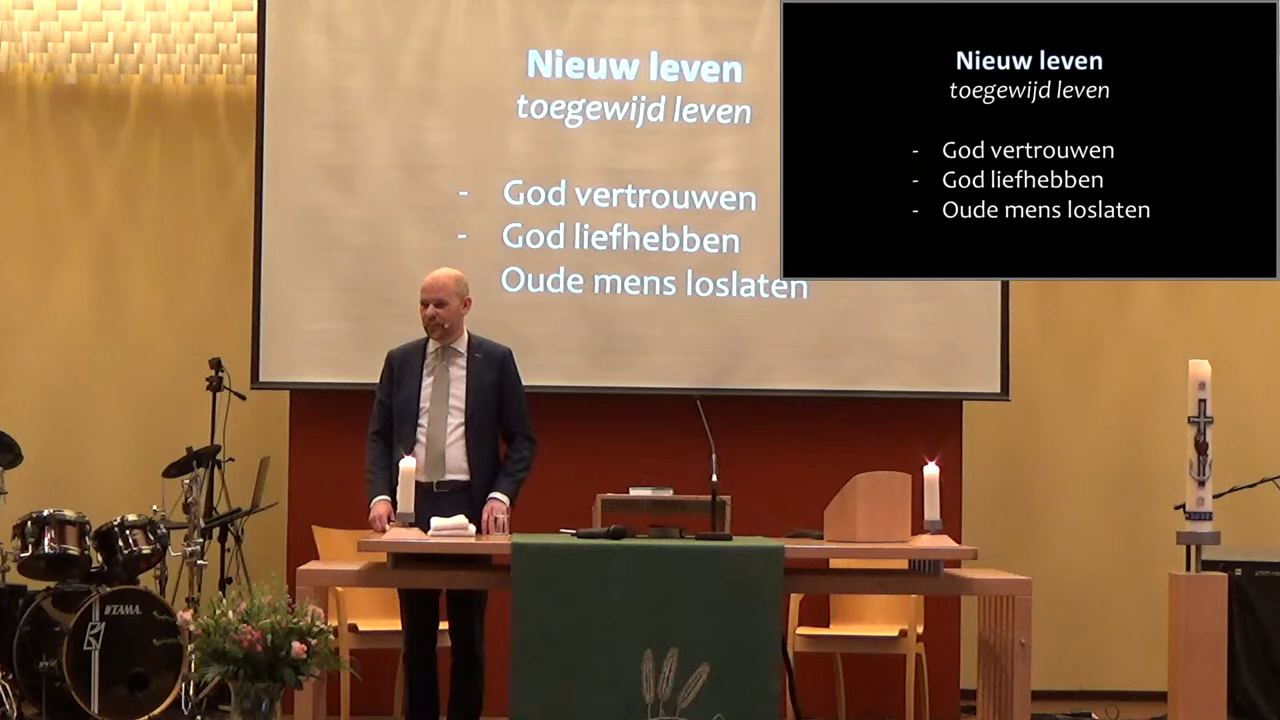 Nieuw leven
toegewijd leven
- God vertrouwen
- God liefhebben
Oude mens loslaten
Nieuw leven
toegewijd leven
- God vertrouwen
- God liefhebben
- Oude mens loslaten
TAMA